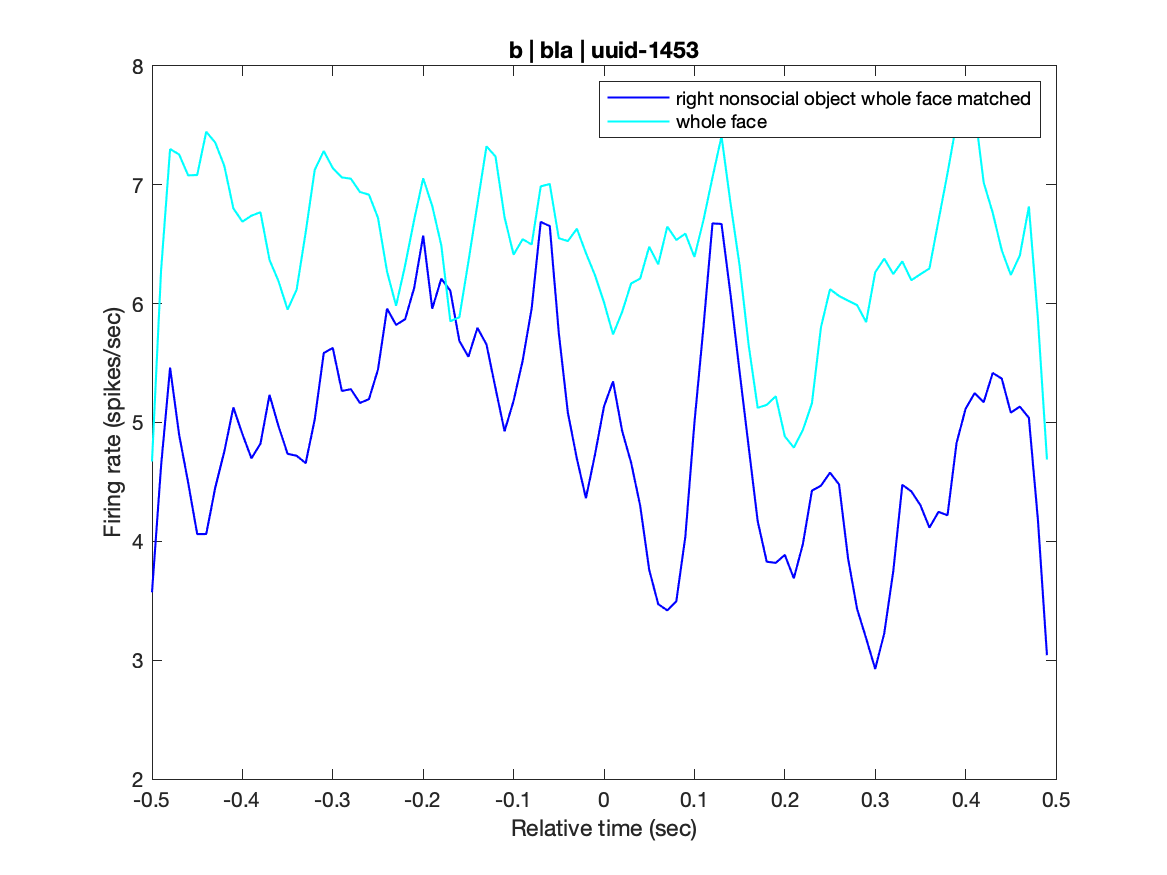 b | bla | uuid-1453
right nonsocial object whole face matched
whole face
Firing rate (spikes/sec)
8
7
6
5
4
3
2
-0.5 -0.4 -0.3 -0.2 -0.1 0 0.1 0.2 0.3 0.4 0.5
Relative time (sec)